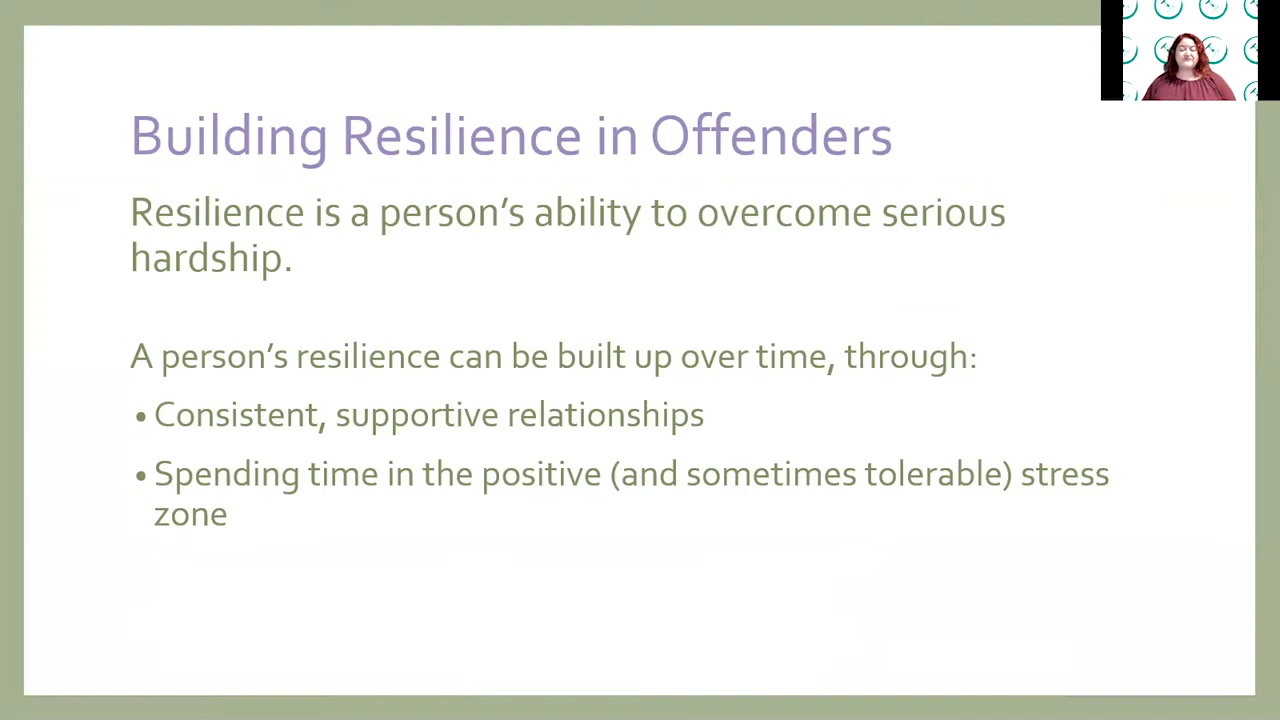 Building Resilience in Offenders
Resilience is a person’s ability to overcome serious
hardship.
A person’s resilience can be built up over time, through:
• Consistent, supportive relationships
• Spending time in the positive (and sometimes tolerable) stress
zone